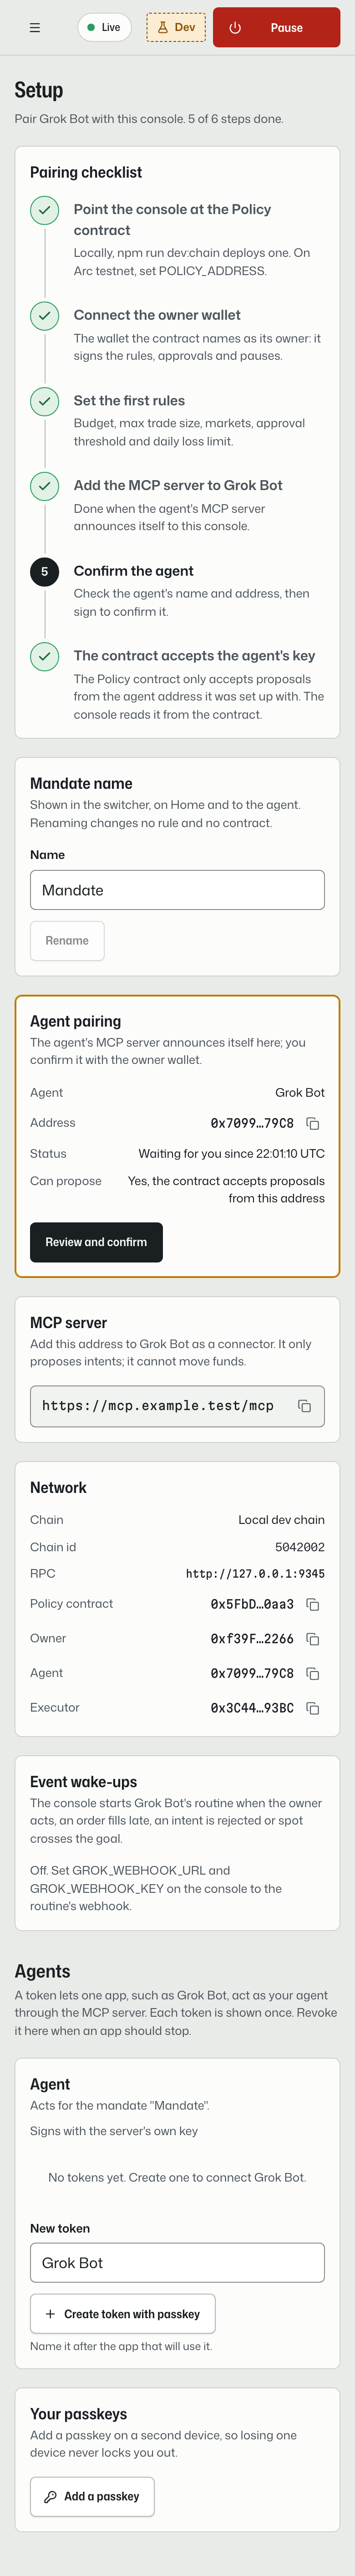 Live
Dev
Pause
Setup
Pair Grok Bot with this console. 5 of 6 steps done.
Pairing checklist
Point the console at the Policy
contract
Locally, npm run dev:chain deploys one. On
Arc testnet, set POLICY_ADDRESS.
Connect the owner wallet
The wallet the contract names as its owner: it
signs the rules, approvals and pauses.
Set the first rules
Budget, max trade size, markets, approval
threshold and daily loss limit.
Add the MCP server to Grok Bot
Done when the agent's MCP server
announces itself to this console.
5
Confirm the agent
Check the agent's name and address, then
sign to confirm it.
The contract accepts the agent's key
The Policy contract only accepts proposals
from the agent address it was set up with. The
console reads it from the contract.
Mandate name
Shown in the switcher, on Home and to the agent.
Renaming changes no rule and no contract.
Name
Mandate
Rename
Agent pairing
The agent's MCP server announces itself here; you
confirm it with the owner wallet.
Agent Grok Bot
Address 0x7099…79C8
Status Waiting for you since 22:01:10 UTC
Can propose Yes, the contract accepts proposals
from this address
Review and confirm
MCP server
Add this address to Grok Bot as a connector. It only
proposes intents; it cannot move funds.
https://mcp.example.test/mcp
Network
Chain Local dev chain
Chain id 5042002
RPC http://127.0.0.1:9345
Policy contract 0x5FbD…0aa3
Owner 0xf39F…2266
Agent 0x7099…79C8
Executor 0x3C44…93BC
Event wake-ups
The console starts Grok Bot's routine when the owner
acts, an order fills late, an intent is rejected or spot
crosses the goal.
Off. Set GROK_WEBHOOK_URL and
GROK_WEBHOOK_KEY on the console to the
routine's webhook.
Agents
A token lets one app, such as Grok Bot, act as your agent
through the MCP server. Each token is shown once. Revoke
it here when an app should stop.
Agent
Acts for the mandate "Mandate".
Signs with the server's own key
No tokens yet. Create one to connect Grok Bot.
New token
Grok Bot
Create token with passkey
Name it after the app that will use it.
Your passkeys
Add a passkey on a second device, so losing one
device never locks you out.
Add a passkey